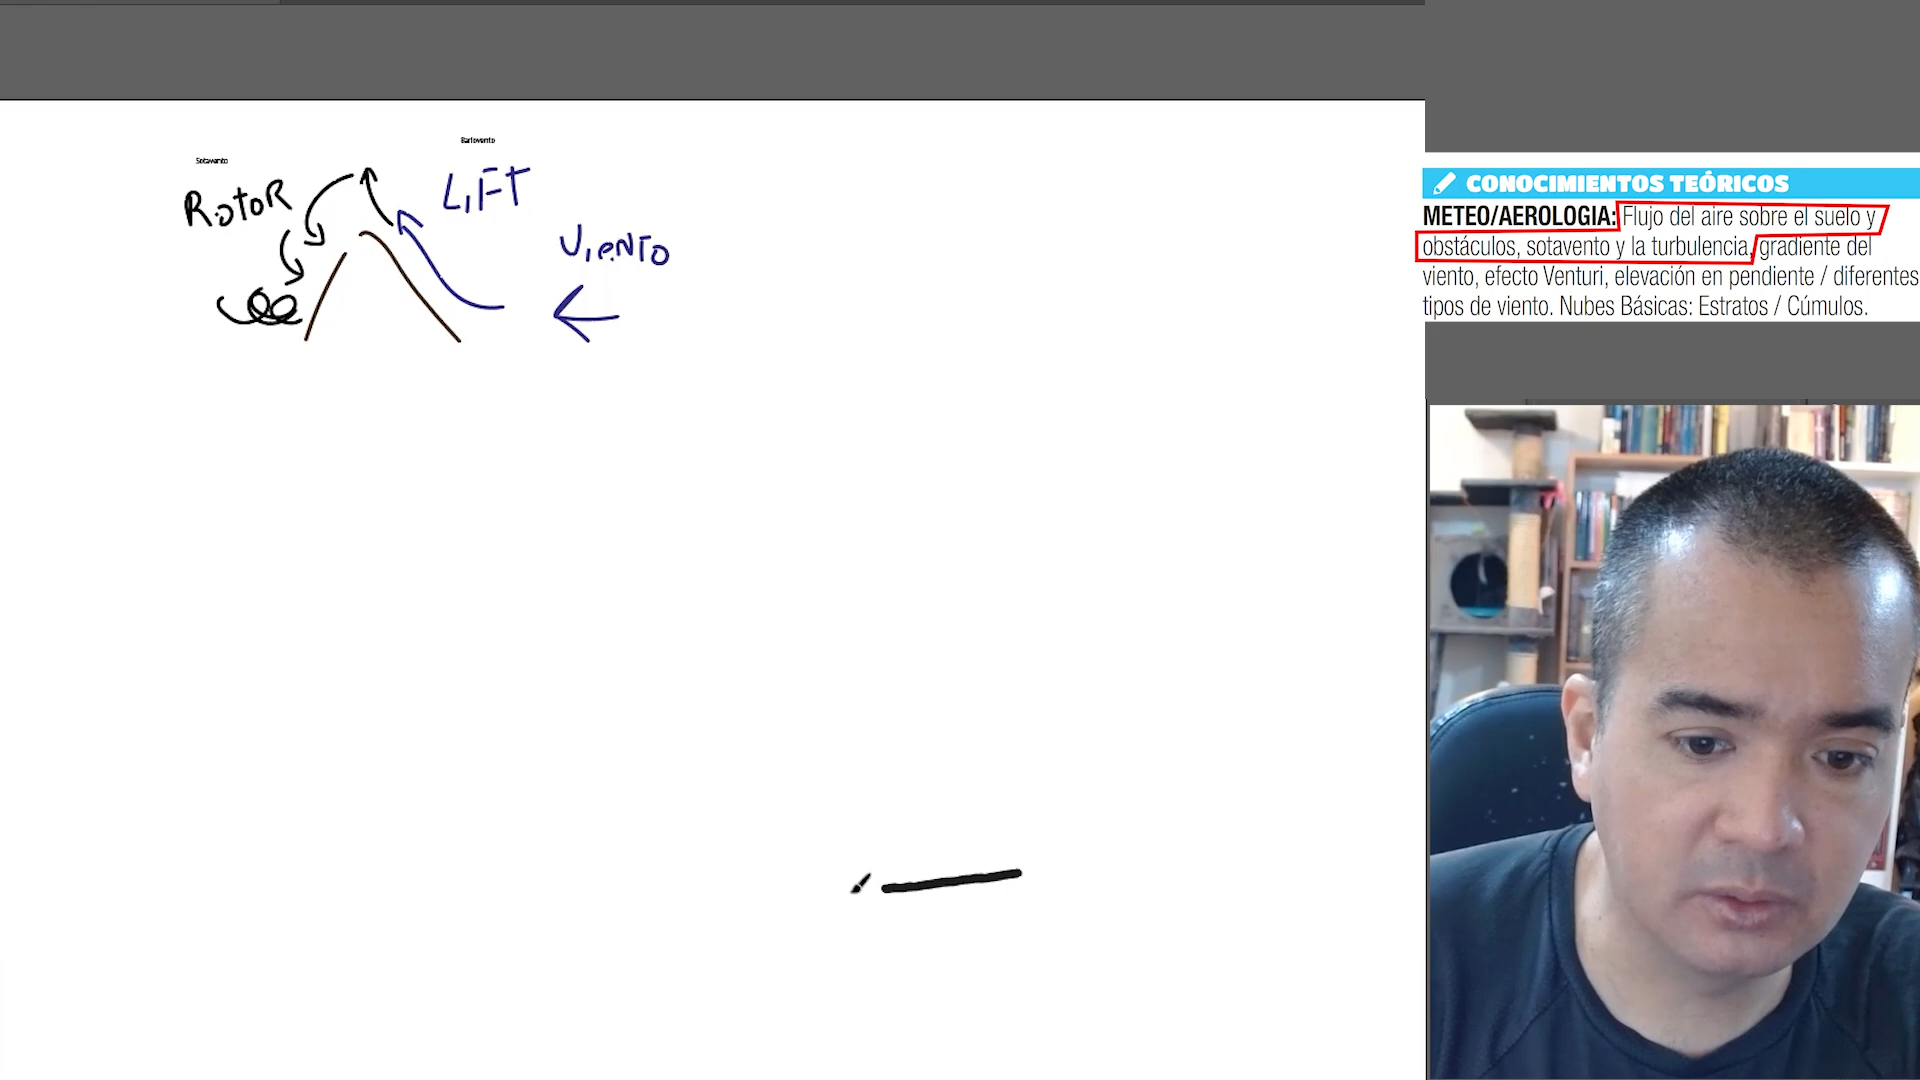 Barlovento
Sotavento
ROTOR
LIFT
VIENTO
CONOCIMIENTOS TEÓRICOS
METEO/AEROLOGIA: Flujo del aire sobre el suelo y
obstáculos, sotavento y la turbulencia, gradiente del
viento, efecto Venturi, elevación en pendiente / diferentes
tipos de viento. Nubes Básicas: Estratos / Cúmulos.